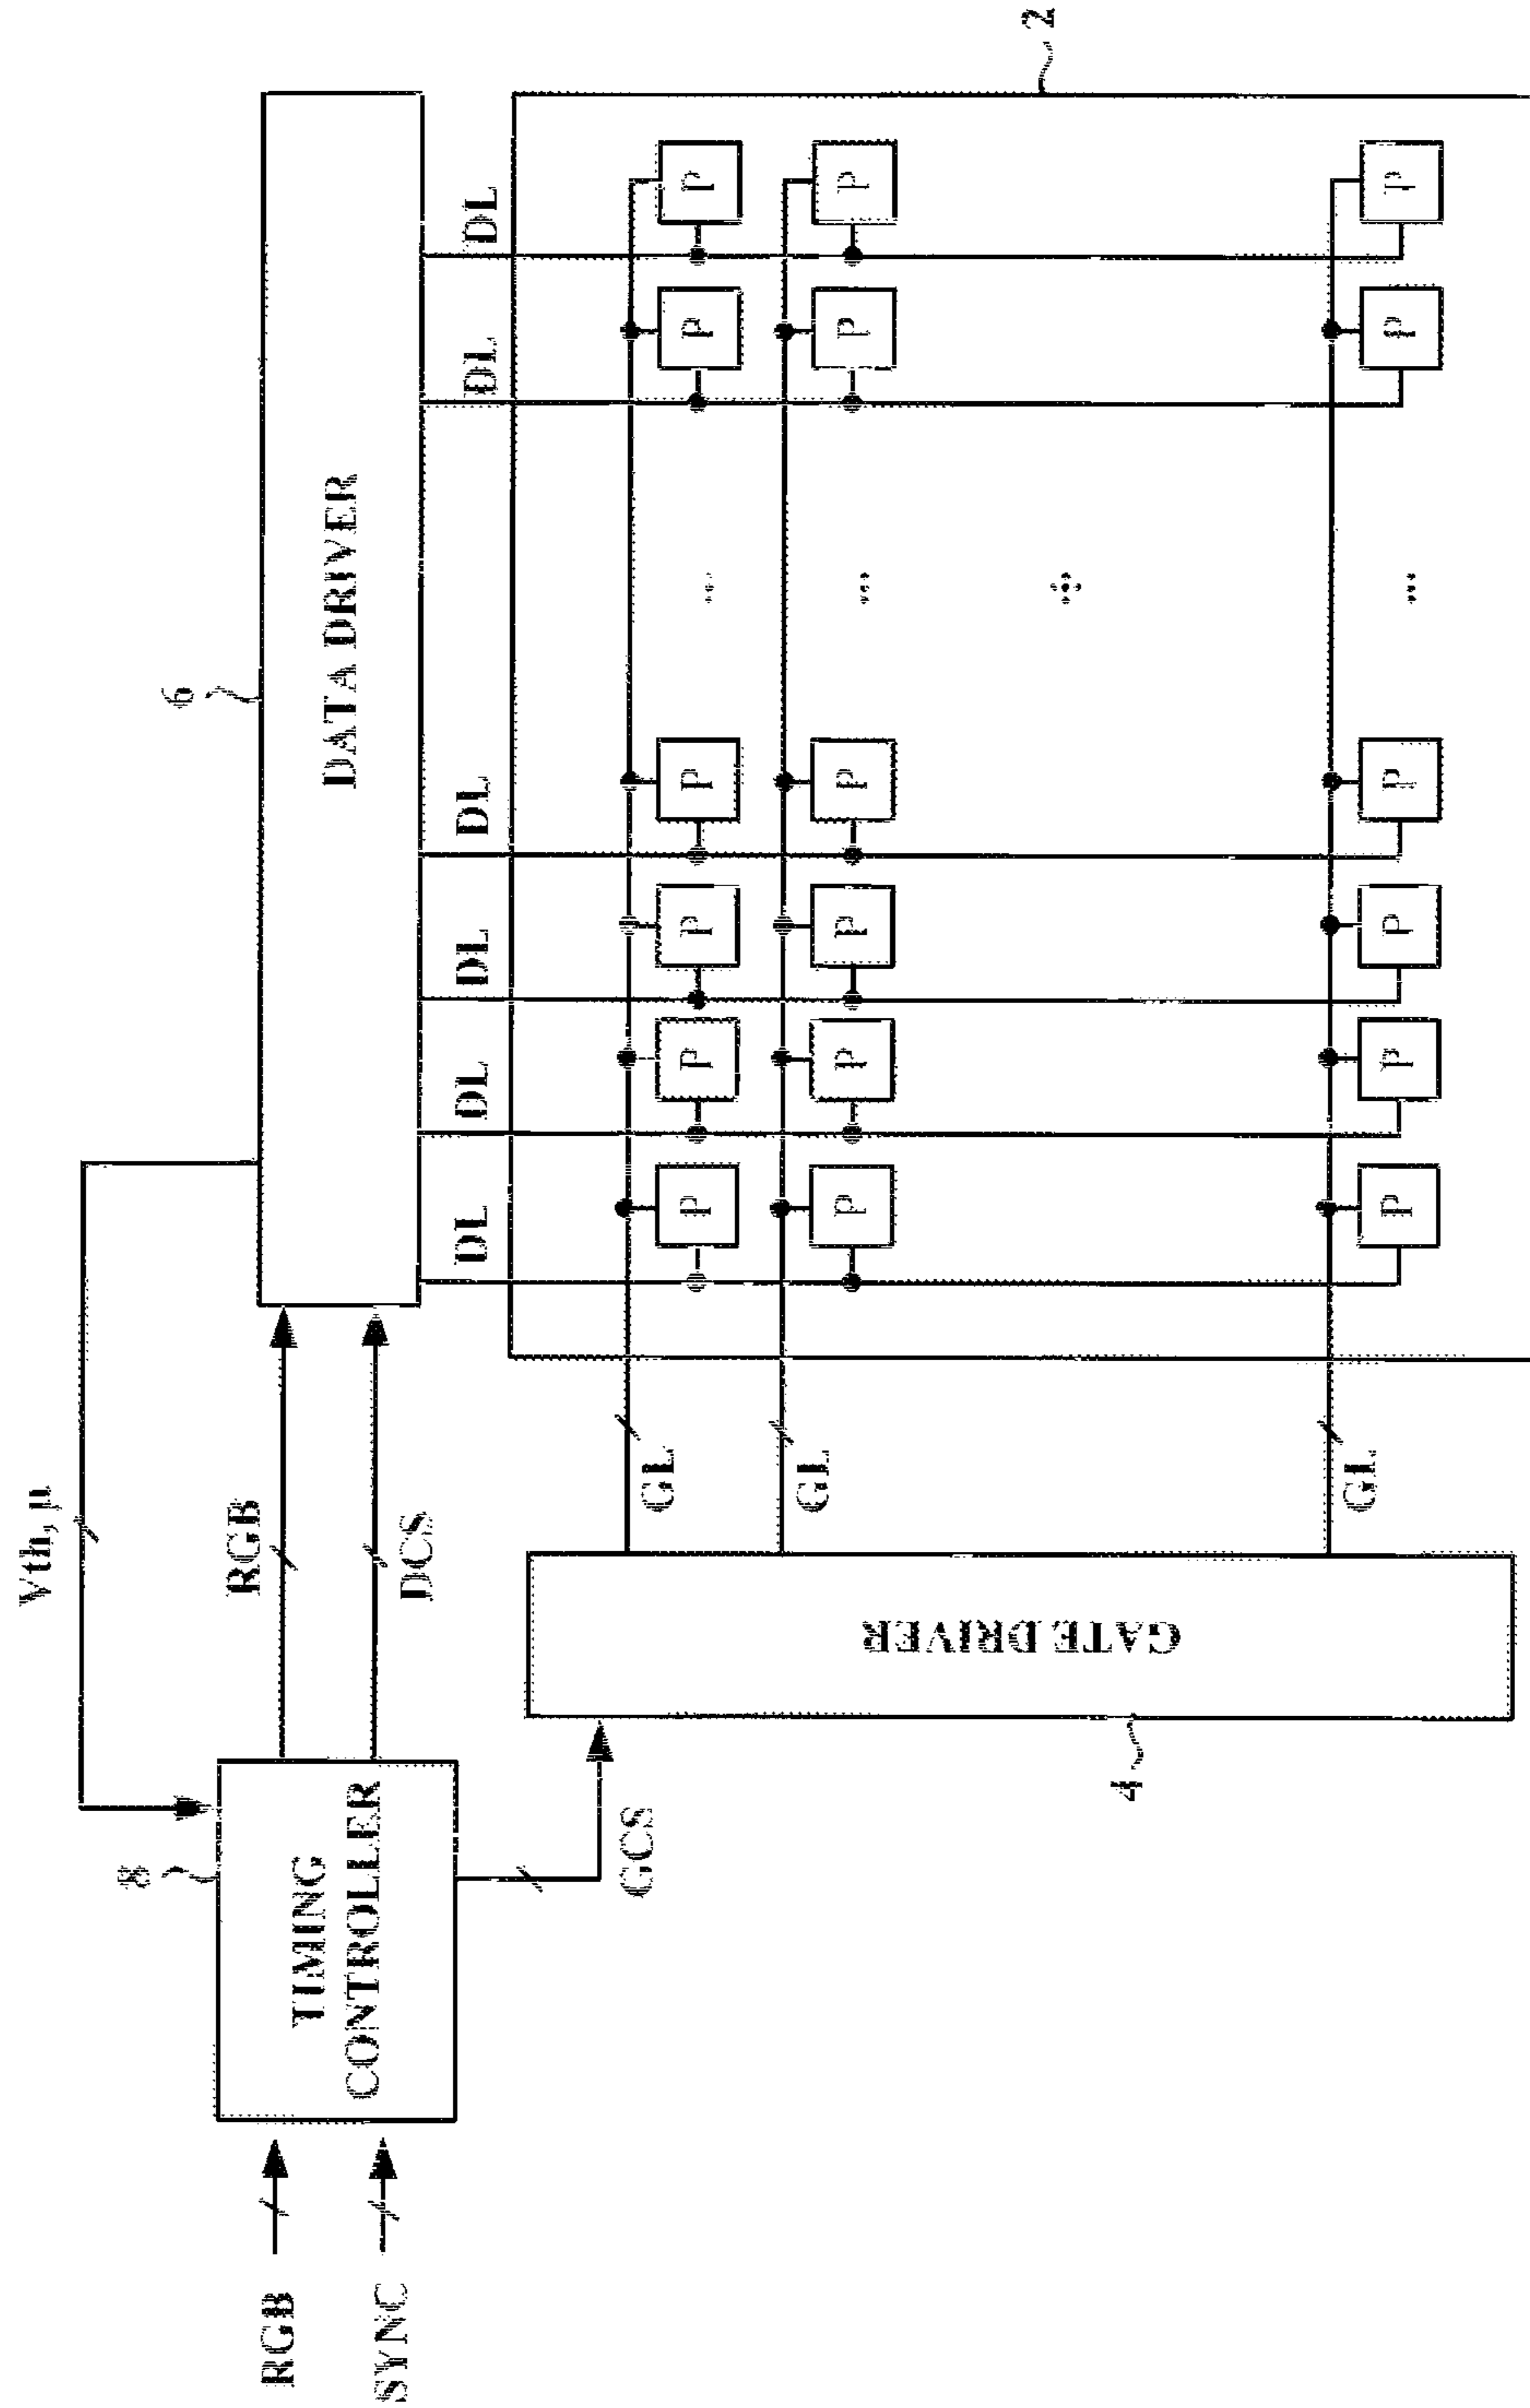 Vth, μ
6
8
RGB
SYNC
TIMING
CONTROLLER
RGB
DCS
DATA DRIVER
GCS
DL
DL
DL
DL
DL
DL
GATE DRIVER
4
GL
GL
GL
P
P
P
P
P
P
...
P
P
P
P
P
P
...
P
P
P
P
P
P
...
2